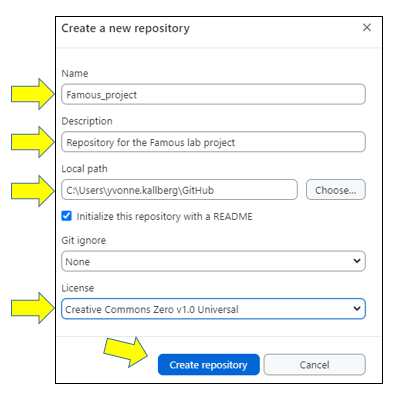 Create a new repository
Name
Famous_project
Description
Repository for the Famous lab project
Local path
C:\Users\yvonne.kallberg\GitHub
Choose...
Initialize this repository with a README
Git ignore
None
License
Creative Commons Zero v1.0 Universal
Create repository
Cancel